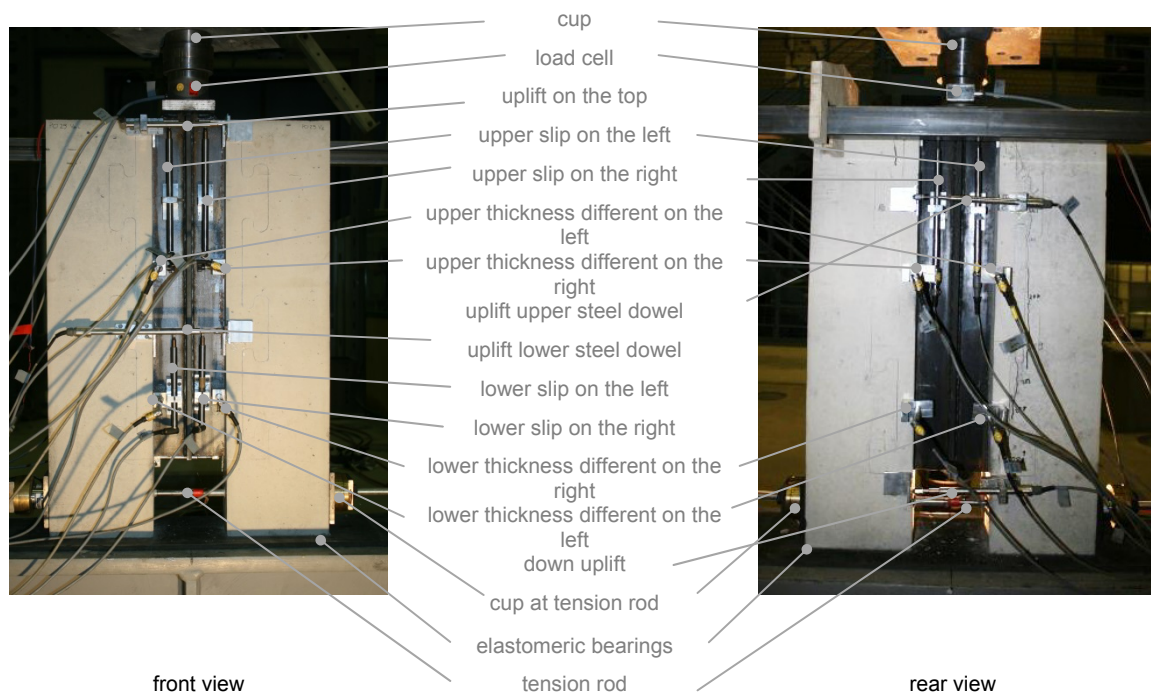 cup
load cell
uplift on the top
upper slip on the left
upper slip on the right
upper thickness different on the
left
upper thickness different on the
right
uplift upper steel dowel
uplift lower steel dowel
lower slip on the left
lower slip on the right
lower thickness different on the
right
lower thickness different on the
left
down uplift
cup at tension rod
elastomeric bearings
tension rod
front view
rear view